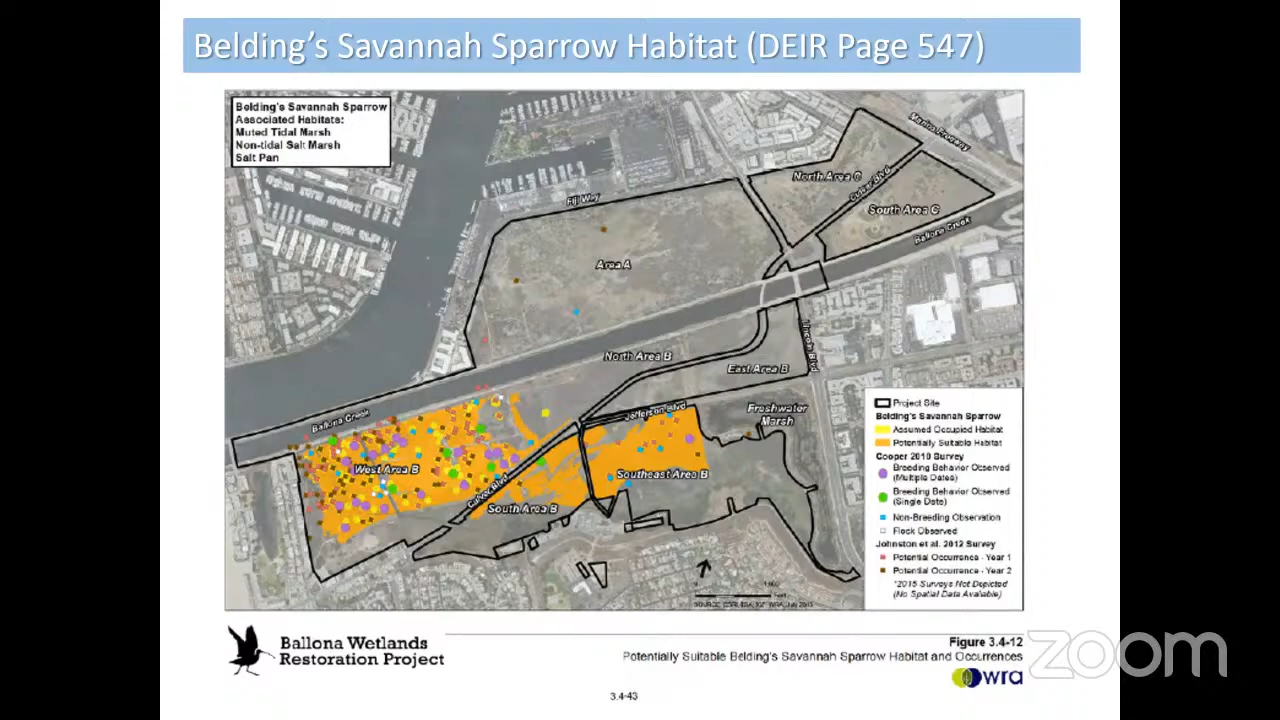 Belding's Savannah Sparrow Habitat (DEIR Page 547)
Belding's Savannah Sparrow
Associated Habitats:
Muted Tidal Marsh
Non-tidal Salt Marsh
Salt Pan
Marina Freeway
North Area C
Culver Blvd
South Area C
Fiji Way
Ballona Creek
Area A
Lincoln Blvd
North Area B
East Area B
Ballona Creek
Jefferson Blvd
Freshwater
Marsh
West Area B
Southeast Area B
Culver Blvd
South Area B
Project Site
Belding's Savannah Sparrow
Assumed Occupied Habitat
Potentially Suitable Habitat
Cooper 2010 Survey
Breeding Behavior Observed
(Multiple Dates)
Breeding Behavior Observed
(Single Date)
Non-Breeding Observation
Flock Observed
Johnston et al. 2012 Survey
Potential Occurrence - Year 1
Potential Occurrence - Year 2
*2015 Surveys Not Depicted
(No Spatial Data Available)
Ballona Wetlands
Restoration Project
Figure 3.4-12
Potentially Suitable Belding's Savannah Sparrow Habitat and Occurrences
wra
3.4-43
zoom